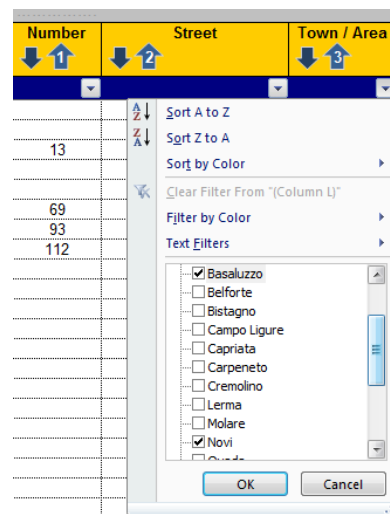 Number Street Town / Area
1 2 3
A Z Sort A to Z
Z A Sort Z to A
13
Sort by Color
Clear Filter From "(Column L)"
69 Filter by Color
93
112 Text Filters
Basaluzzo
Belforte
Bistagno
Campo Ligure
Capriata
Carpeneto
Cremolino
Lerma
Molare
Novi
OK Cancel